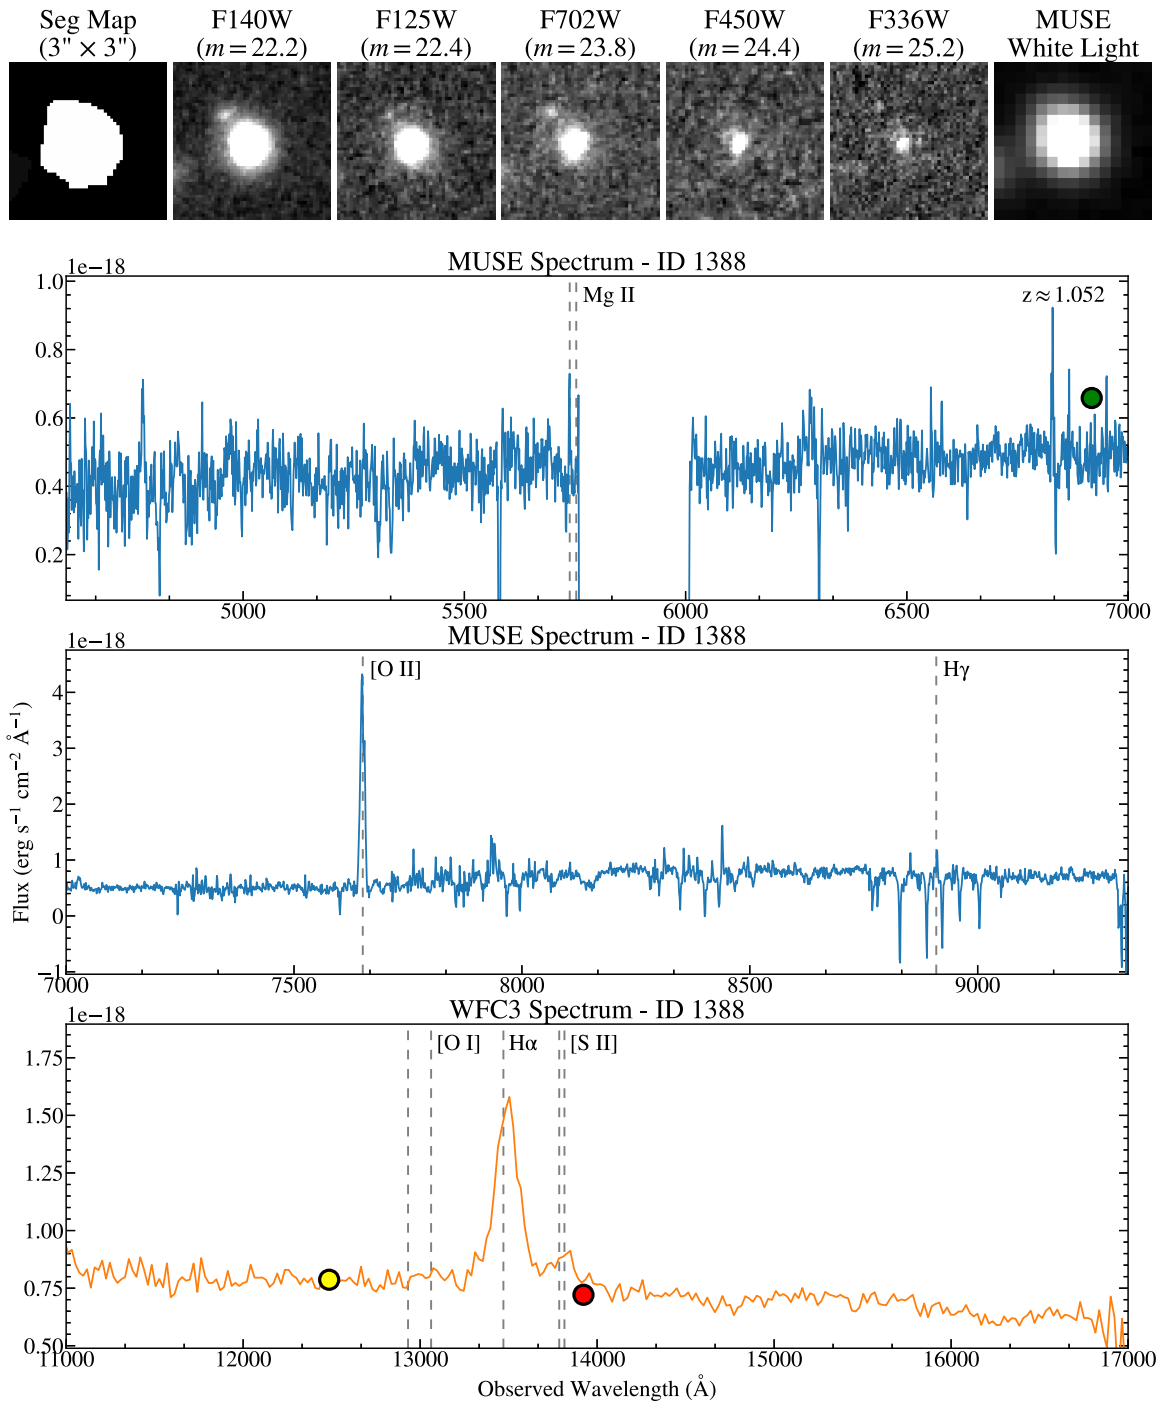 Seg Map F140W F125W F702W F450W F336W MUSE
(3" × 3") (m = 22.2) (m = 22.4) (m = 23.8) (m = 24.4) (m = 25.2) White Light
1e−18 MUSE Spectrum - ID 1388
1.0
Mg II z ≈ 1.052
0.8
0.6
0.4
0.2
5000 5500 6000 6500 7000
1e−18 MUSE Spectrum - ID 1388
[O II] Hγ
4
3
2
1
0
−1
7000 7500 8000 8500 9000
Flux (erg s⁻¹ cm⁻² Å⁻¹)
1e−18 WFC3 Spectrum - ID 1388
[O I] Hα [S II]
1.75
1.50
1.25
1.00
0.75
0.50
11000 12000 13000 14000 15000 16000 17000
Observed Wavelength (Å)